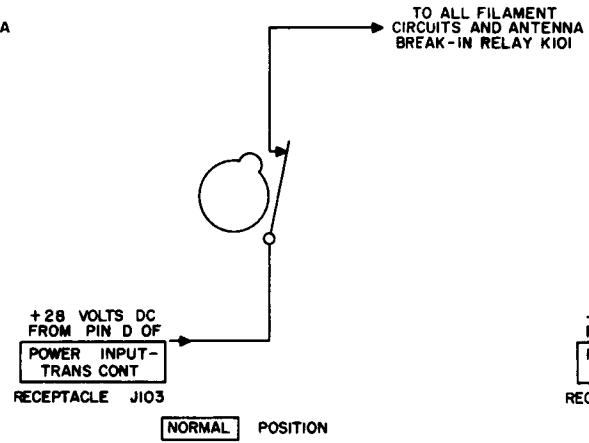 A
TO ALL FILAMENT
CIRCUITS AND ANTENNA
BREAK-IN RELAY K101
+28 VOLTS DC
FROM PIN D OF
POWER INPUT-
TRANS CONT
RECEPTACLE J103
NORMAL POSITION
REC